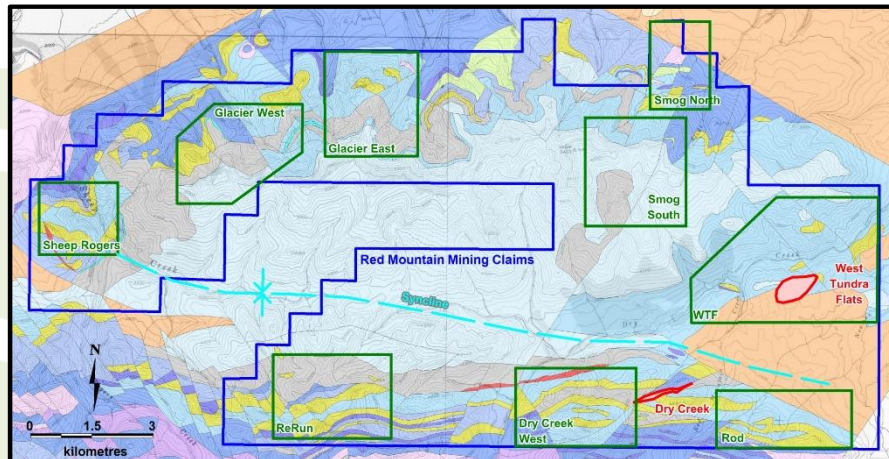 Smog North
Glacier West
Glacier East
Smog
South
Sheep Rogers
Creek
Red Mountain Mining Claims
Creek
West
Tundra
Flats
Syncline
WTF
Dry
N
Dry Creek
ReRun
Dry Creek
West
Rod
0 1.5 3
kilometres